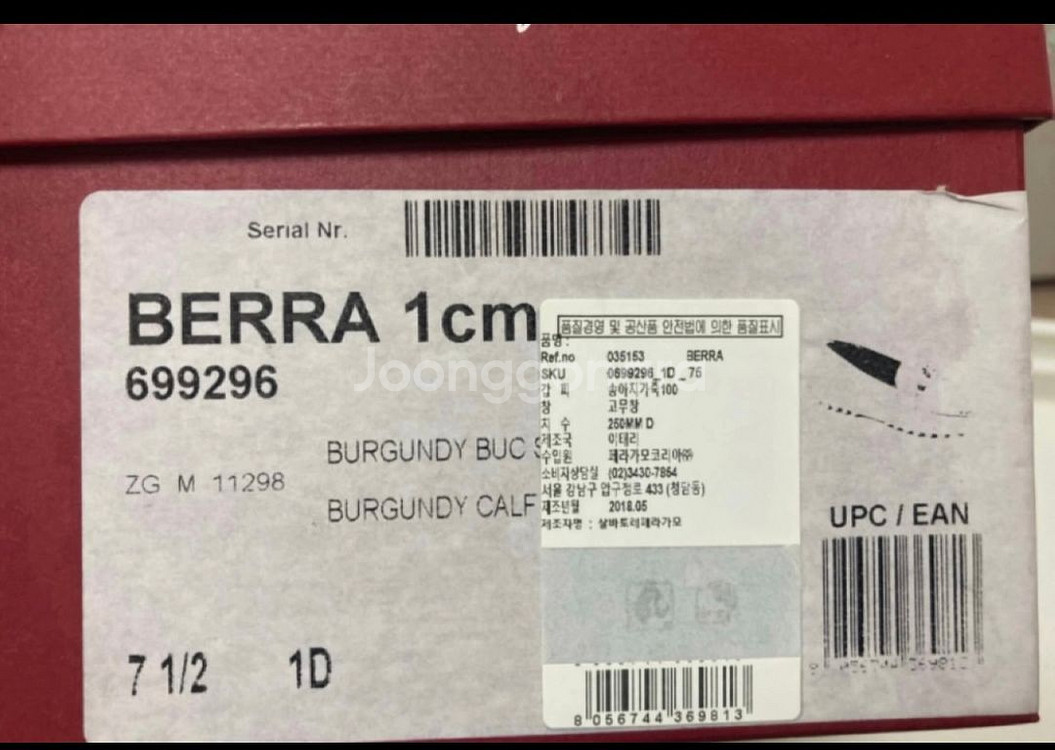 Serial Nr.
BERRA 1cm
699296
BURGUNDY BUC
ZG M 11298
BURGUNDY CALF
7 1/2 1D
품질경영 및 공산품 안전법에 의한 품질표시
품명 :
Ref.no 035153 BERRA
SKU 0699296_1D _75
갑 피 송아지가죽100
창 고무창
치 수 250MM D
제조국 이태리
수입원 페라가모코리아㈜
소비자상담실 (02)3430-7854
서울 강남구 압구정로 433 (청담동)
제조년월 2018.05
제조자명 : 살바토레페라가모
8 056744 369813
UPC / EAN